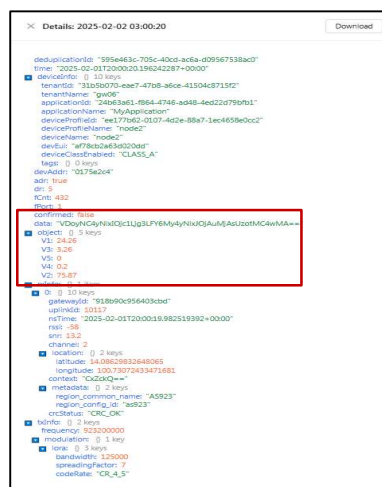 Details: 2025-02-02 03:00:20
Download
deduplicationId: "595e463c-705c-40cd-ac6a-d09567538ac0"
time: "2025-02-01T20:00:20.196242287+00:00"
deviceInfo: {} 10 keys
tenantId: "31b5b070-eae7-47b8-a6ce-41504c8715f2"
tenantName: "gw06"
applicationId: "24b63a61-f864-4746-ad48-4ed22d79bfb1"
applicationName: "MyApplication"
deviceProfileId: "ee177b62-0107-4d2e-88a7-1ec4658e0cc2"
deviceProfileName: "node2"
deviceName: "node2"
devEui: "af78cb2a63d020dd"
deviceClassEnabled: "CLASS_A"
tags: {} 0 keys
devAddr: "0175e2c4"
adr: true
dr: 5
fCnt: 432
fPort: 1
confirmed: false
object: {} 5 keys
V1: 24.26
V3: 3.26
V5: 0
V4: 0.2
V2: 75.87
0: {} 10 keys
gatewayId: "918b90c956403cbd"
uplinkId: 10117
nsTime: "2025-02-01T20:00:19.982519392+00:00"
rssi: -58
snr: 13.2
channel: 2
location: {} 2 keys
latitude: 14.08629832648065
longitude: 100.73072433471681
context: "CxZckQ=="
metadata: {} 2 keys
region_common_name: "AS923"
region_config_id: "as923"
crcStatus: "CRC_OK"
txInfo: {} 2 keys
frequency: 923200000
modulation: {} 1 key
lora: {} 3 keys
bandwidth: 125000
spreadingFactor: 7
codeRate: "CR_4_5"